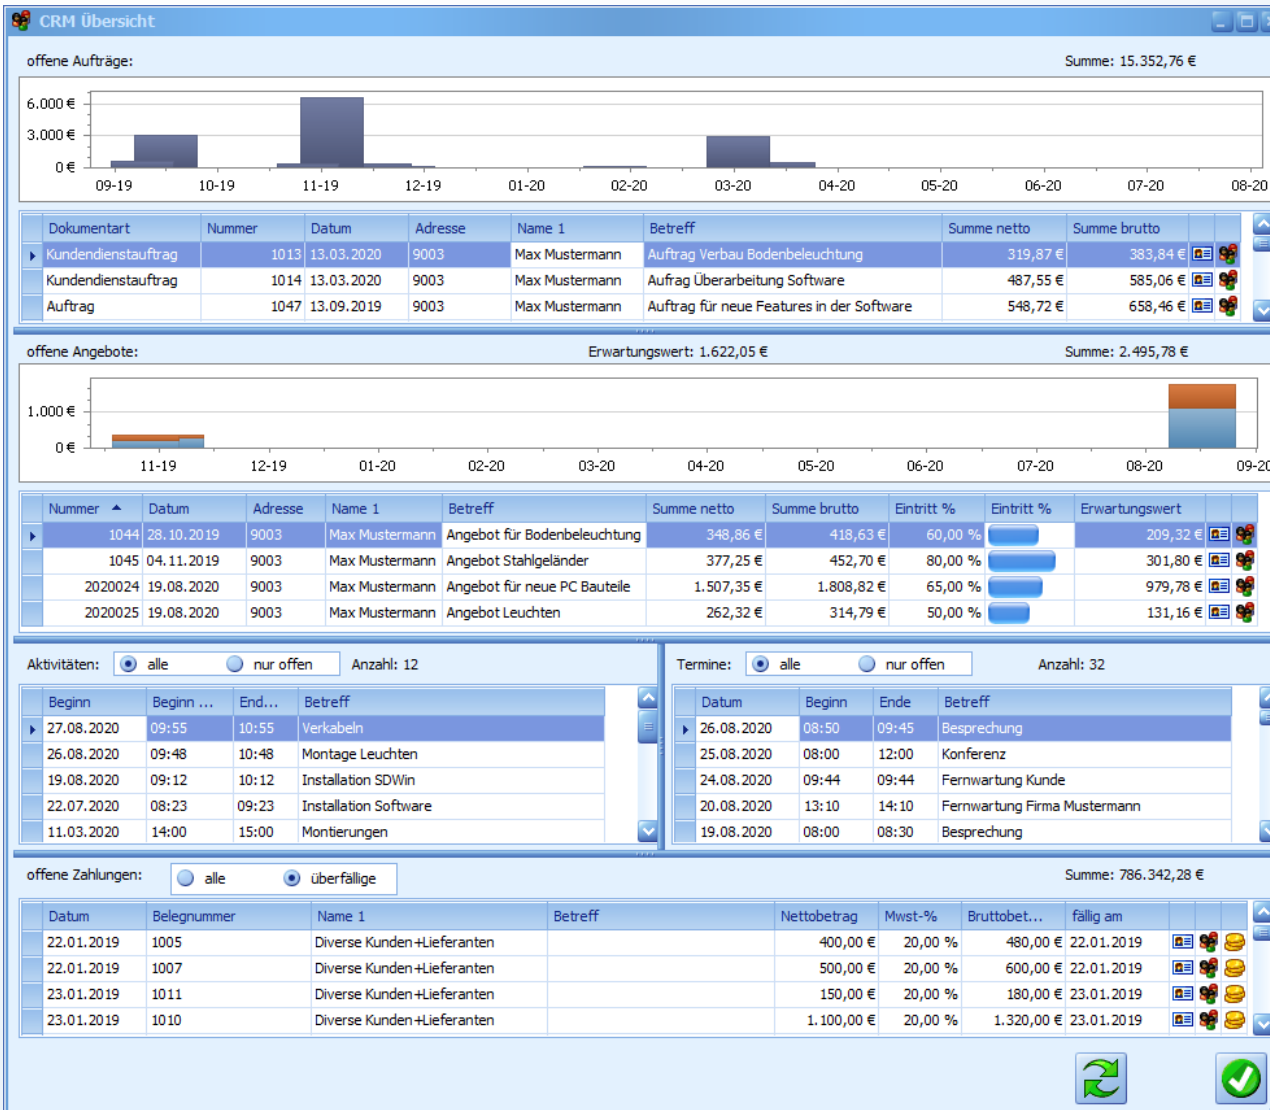 CRM Übersicht
offene Aufträge: Summe: 15.352,76 €
6.000 €
3.000 €
0 €
09-19 10-19 11-19 12-19 01-20 02-20 03-20 04-20 05-20 06-20 07-20 08-20
Dokumentart Nummer Datum Adresse Name 1 Betreff Summe netto Summe brutto
Kundendienstauftrag 1013 13.03.2020 9003 Max Mustermann Auftrag Verbau Bodenbeleuchtung 319,87 € 383,84 €
Kundendienstauftrag 1014 13.03.2020 9003 Max Mustermann Aufrag Überarbeitung Software 487,55 € 585,06 €
Auftrag 1047 13.09.2019 9003 Max Mustermann Auftrag für neue Features in der Software 548,72 € 658,46 €
offene Angebote: Erwartungswert: 1.622,05 € Summe: 2.495,78 €
1.000 €
0 €
11-19 12-19 01-20 02-20 03-20 04-20 05-20 06-20 07-20 08-20 09-20
Nummer Datum Adresse Name 1 Betreff Summe netto Summe brutto Eintritt % Eintritt % Erwartungswert
1044 28.10.2019 9003 Max Mustermann Angebot für Bodenbeleuchtung 348,86 € 418,63 € 60,00 % 209,32 €
1045 04.11.2019 9003 Max Mustermann Angebot Stahlgeländer 377,25 € 452,70 € 80,00 % 301,80 €
2020024 19.08.2020 9003 Max Mustermann Angebot für neue PC Bauteile 1.507,35 € 1.808,82 € 65,00 % 979,78 €
2020025 19.08.2020 9003 Max Mustermann Angebot Leuchten 262,32 € 314,79 € 50,00 % 131,16 €
Aktivitäten: alle nur offen Anzahl: 12
Beginn Beginn ... End... Betreff
27.08.2020 09:55 10:55 Verkabeln
26.08.2020 09:48 10:48 Montage Leuchten
19.08.2020 09:12 10:12 Installation SDWin
22.07.2020 08:23 09:23 Installation Software
11.03.2020 14:00 15:00 Montierungen
Termine: alle nur offen Anzahl: 32
Datum Beginn Ende Betreff
26.08.2020 08:50 09:45 Besprechung
25.08.2020 08:00 12:00 Konferenz
24.08.2020 09:44 09:44 Fernwartung Kunde
20.08.2020 13:10 14:10 Fernwartung Firma Mustermann
19.08.2020 08:00 08:30 Besprechung
offene Zahlungen: alle überfällige Summe: 786.342,28 €
Datum Belegnummer Name 1 Betreff Nettobetrag Mwst-% Bruttobet... fällig am
22.01.2019 1005 Diverse Kunden+Lieferanten 400,00 € 20,00 % 480,00 € 22.01.2019
22.01.2019 1007 Diverse Kunden+Lieferanten 500,00 € 20,00 % 600,00 € 22.01.2019
23.01.2019 1011 Diverse Kunden+Lieferanten 150,00 € 20,00 % 180,00 € 23.01.2019
23.01.2019 1010 Diverse Kunden+Lieferanten 1.100,00 € 20,00 % 1.320,00 € 23.01.2019